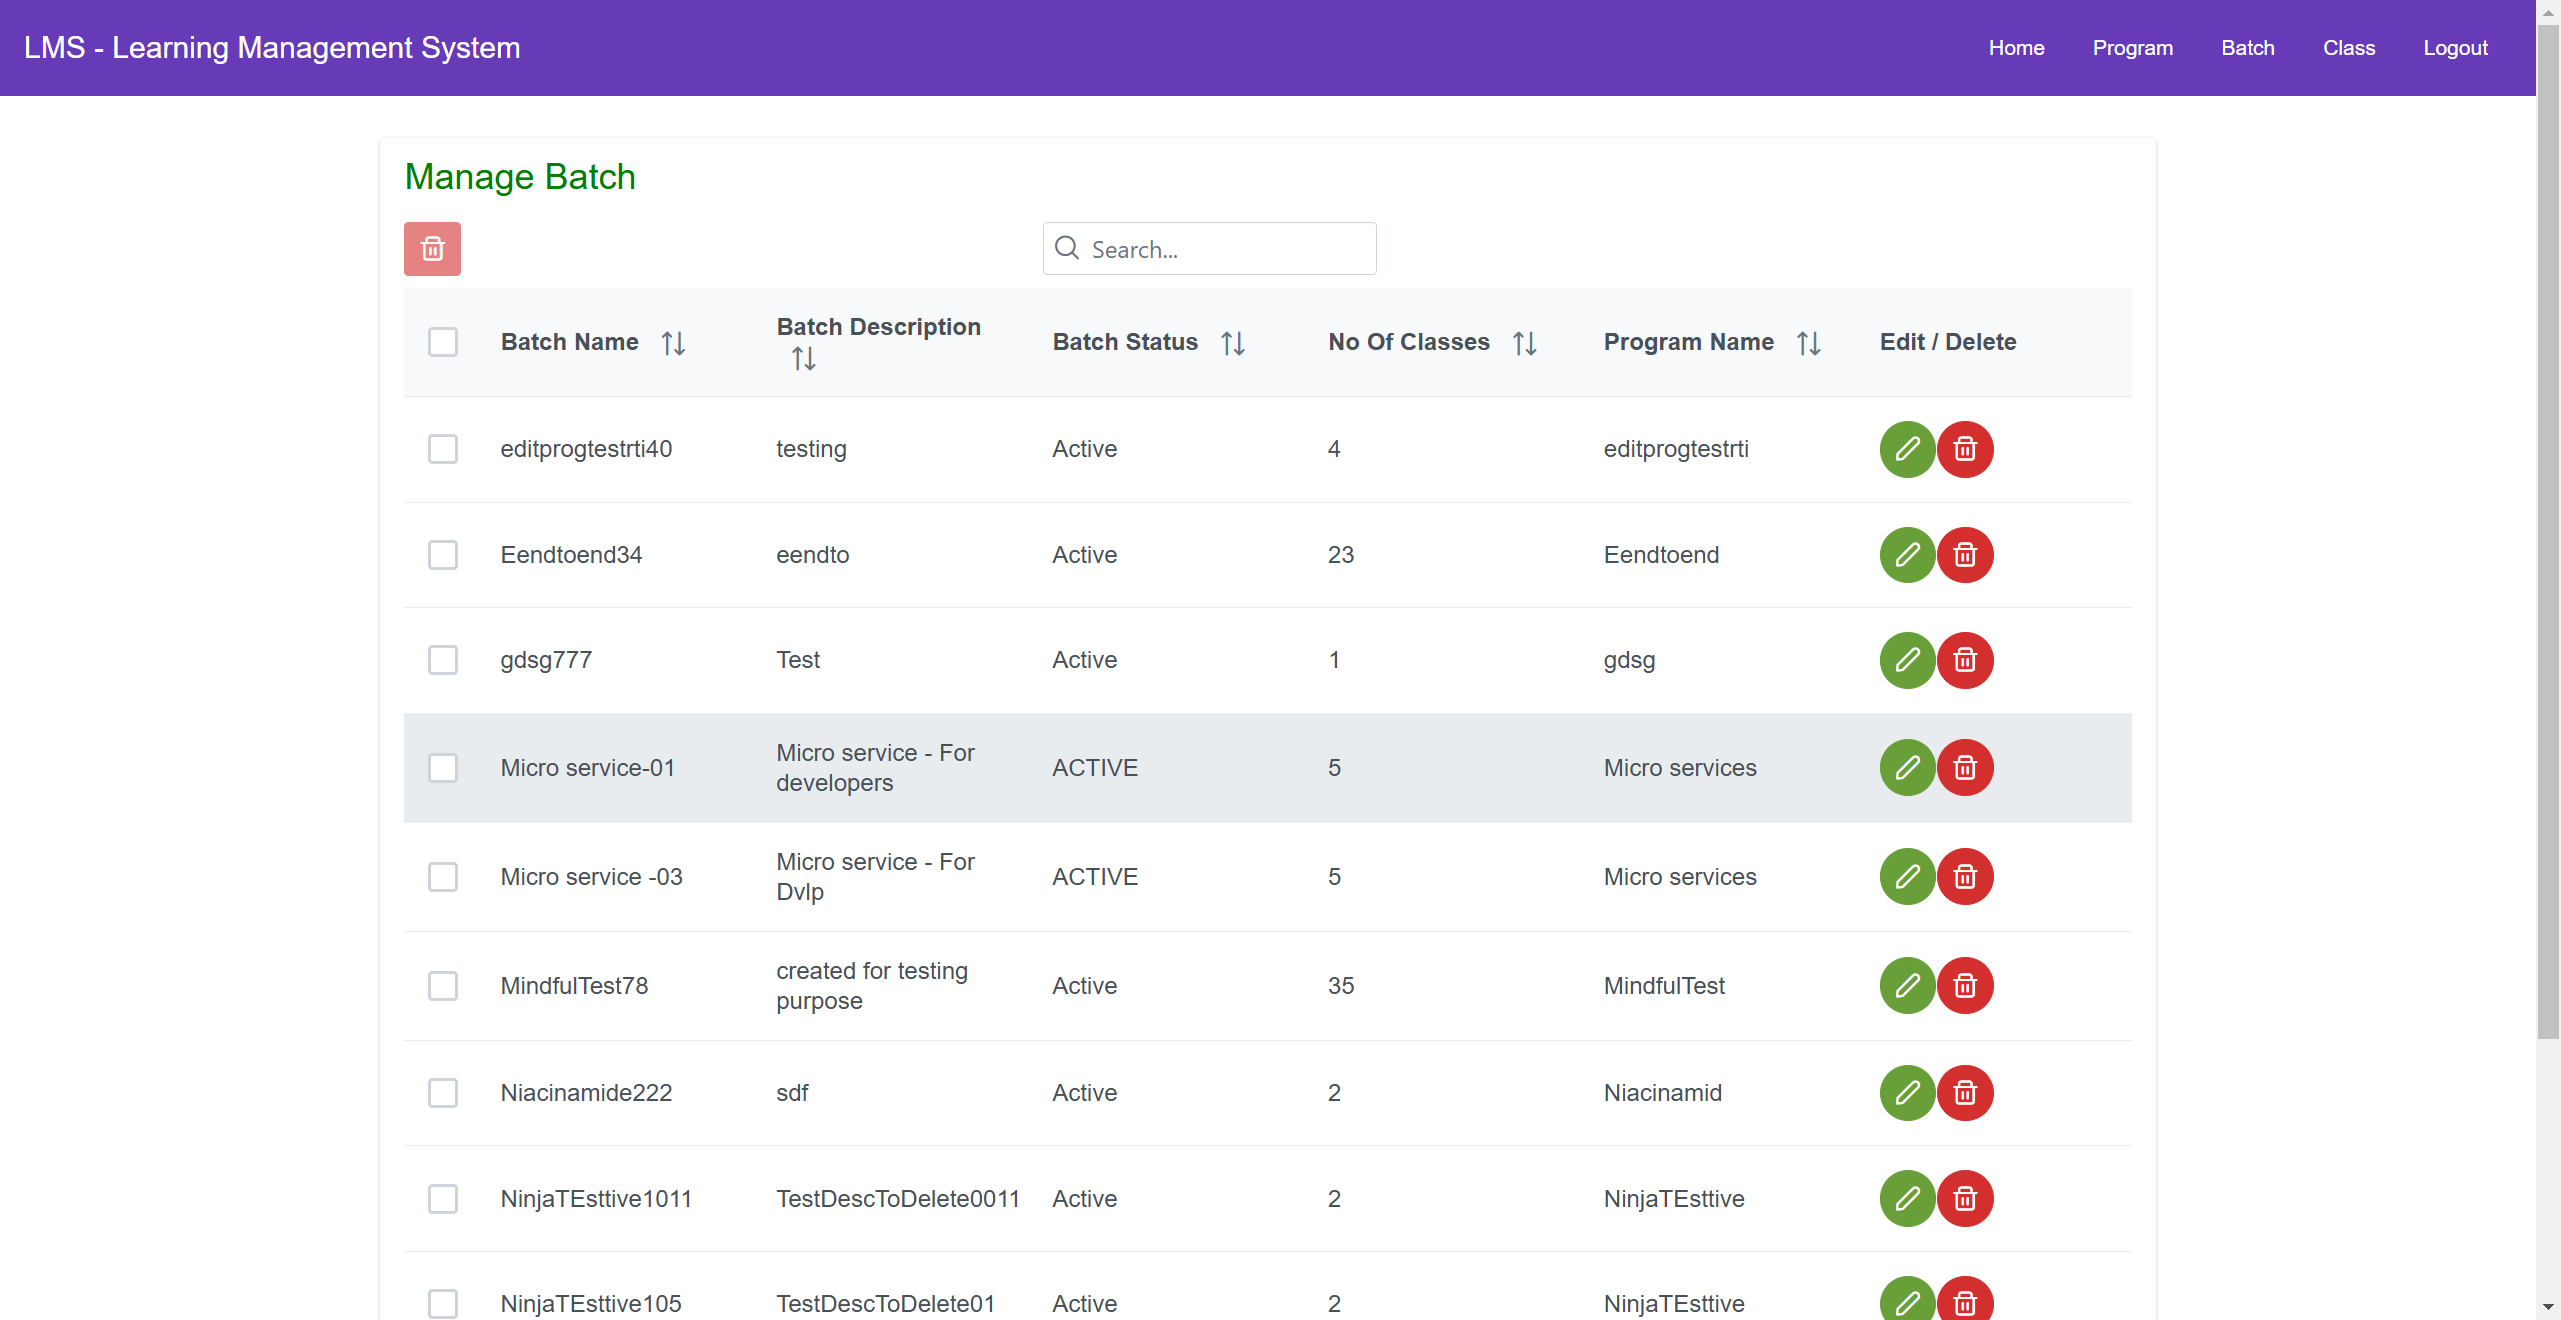 LMS - Learning Management System
Home Program Batch Class Logout
Manage Batch
Search...
Batch Name Batch Description Batch Status No Of Classes Program Name Edit / Delete
editprogtestrti40 testing Active 4 editprogtestrti
Eendtoend34 eendto Active 23 Eendtoend
gdsg777 Test Active 1 gdsg
Micro service-01 Micro service - For developers ACTIVE 5 Micro services
Micro service -03 Micro service - For Dvlp ACTIVE 5 Micro services
MindfulTest78 created for testing purpose Active 35 MindfulTest
Niacinamide222 sdf Active 2 Niacinamid
NinjaTEsttive1011 TestDescToDelete0011 Active 2 NinjaTEsttive
NinjaTEsttive105 TestDescToDelete01 Active 2 NinjaTEsttive